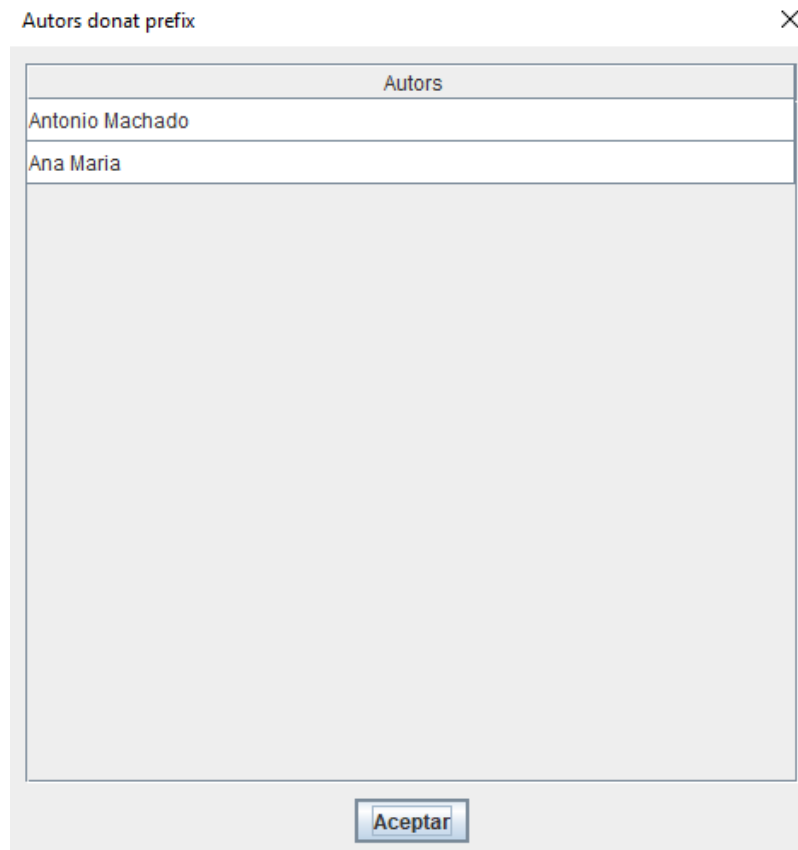 Autors donat prefix
Autors
Antonio Machado
Ana Maria
Aceptar